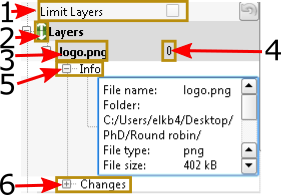 1 Limit Layers
2 Layers
3 logo.png 0 4
5 Info
File name: logo.png
Folder:
C:/Users/elkb4/Desktop/
PhD/Round robin/
File type: png
File size: 402 kB
6 Changes